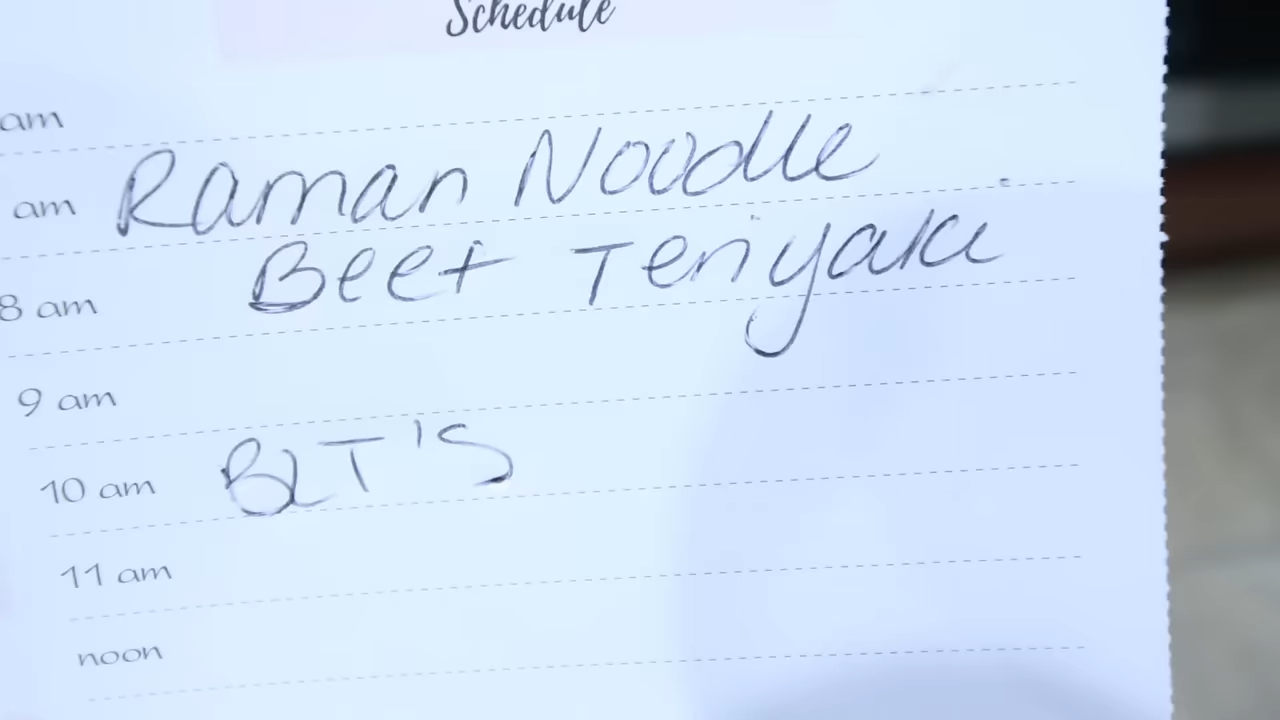 Schedule
am
am Raman Noodle
8 am Beef Teriyaki
9 am
10 am BLT'S
11 am
noon